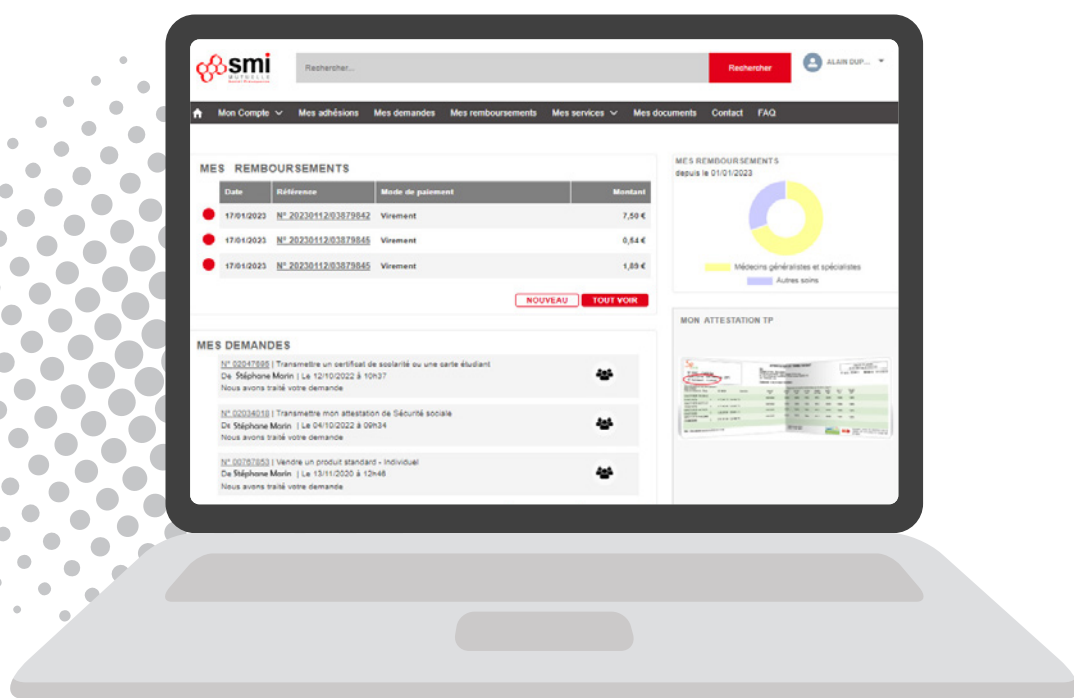 smi
MUTUELLE
Rechercher...
Rechercher
ALAIN DUP...
Mon Compte Mes adhésions Mes demandes Mes remboursements Mes services Mes documents Contact FAQ
MES REMBOURSEMENTS
Date Référence Mode de paiement Montant
17/01/2023 N° 20230112/03879842 Virement 7,50 €
17/01/2023 N° 20230112/03879845 Virement 0,54 €
17/01/2023 N° 20230112/03879845 Virement 1,89 €
NOUVEAU TOUT VOIR
MES REMBOURSEMENTS
depuis le 01/01/2023
Médecins généralistes et spécialistes
Autres soins
MES DEMANDES
N° 02047695 | Transmettre un certificat de scolarité ou une carte étudiant
De Stéphane Morin | Le 12/10/2022 à 10h37
Nous avons traité votre demande
N° 02034018 | Transmettre mon attestation de Sécurité sociale
De Stéphane Morin | Le 04/10/2022 à 09h34
Nous avons traité votre demande
N° 00767853 | Vendre un produit standard - Individuel
De Stéphane Morin | Le 13/11/2020 à 12h46
Nous avons traité votre demande
MON ATTESTATION TP